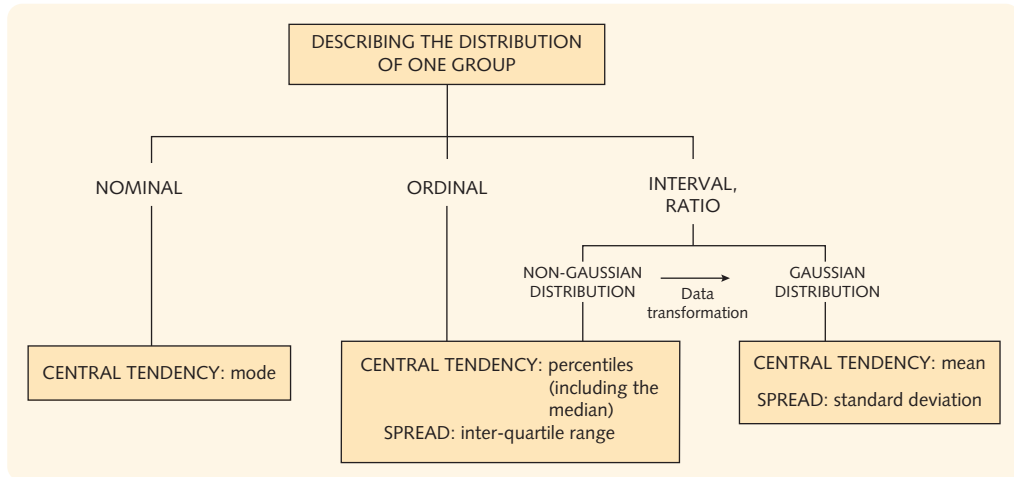 DESCRIBING THE DISTRIBUTION
OF ONE GROUP
NOMINAL
ORDINAL
INTERVAL,
RATIO
NON-GAUSSIAN
DISTRIBUTION
Data
transformation
GAUSSIAN
DISTRIBUTION
CENTRAL TENDENCY: mode
CENTRAL TENDENCY: percentiles
(including the
median)
SPREAD: inter-quartile range
CENTRAL TENDENCY: mean
SPREAD: standard deviation